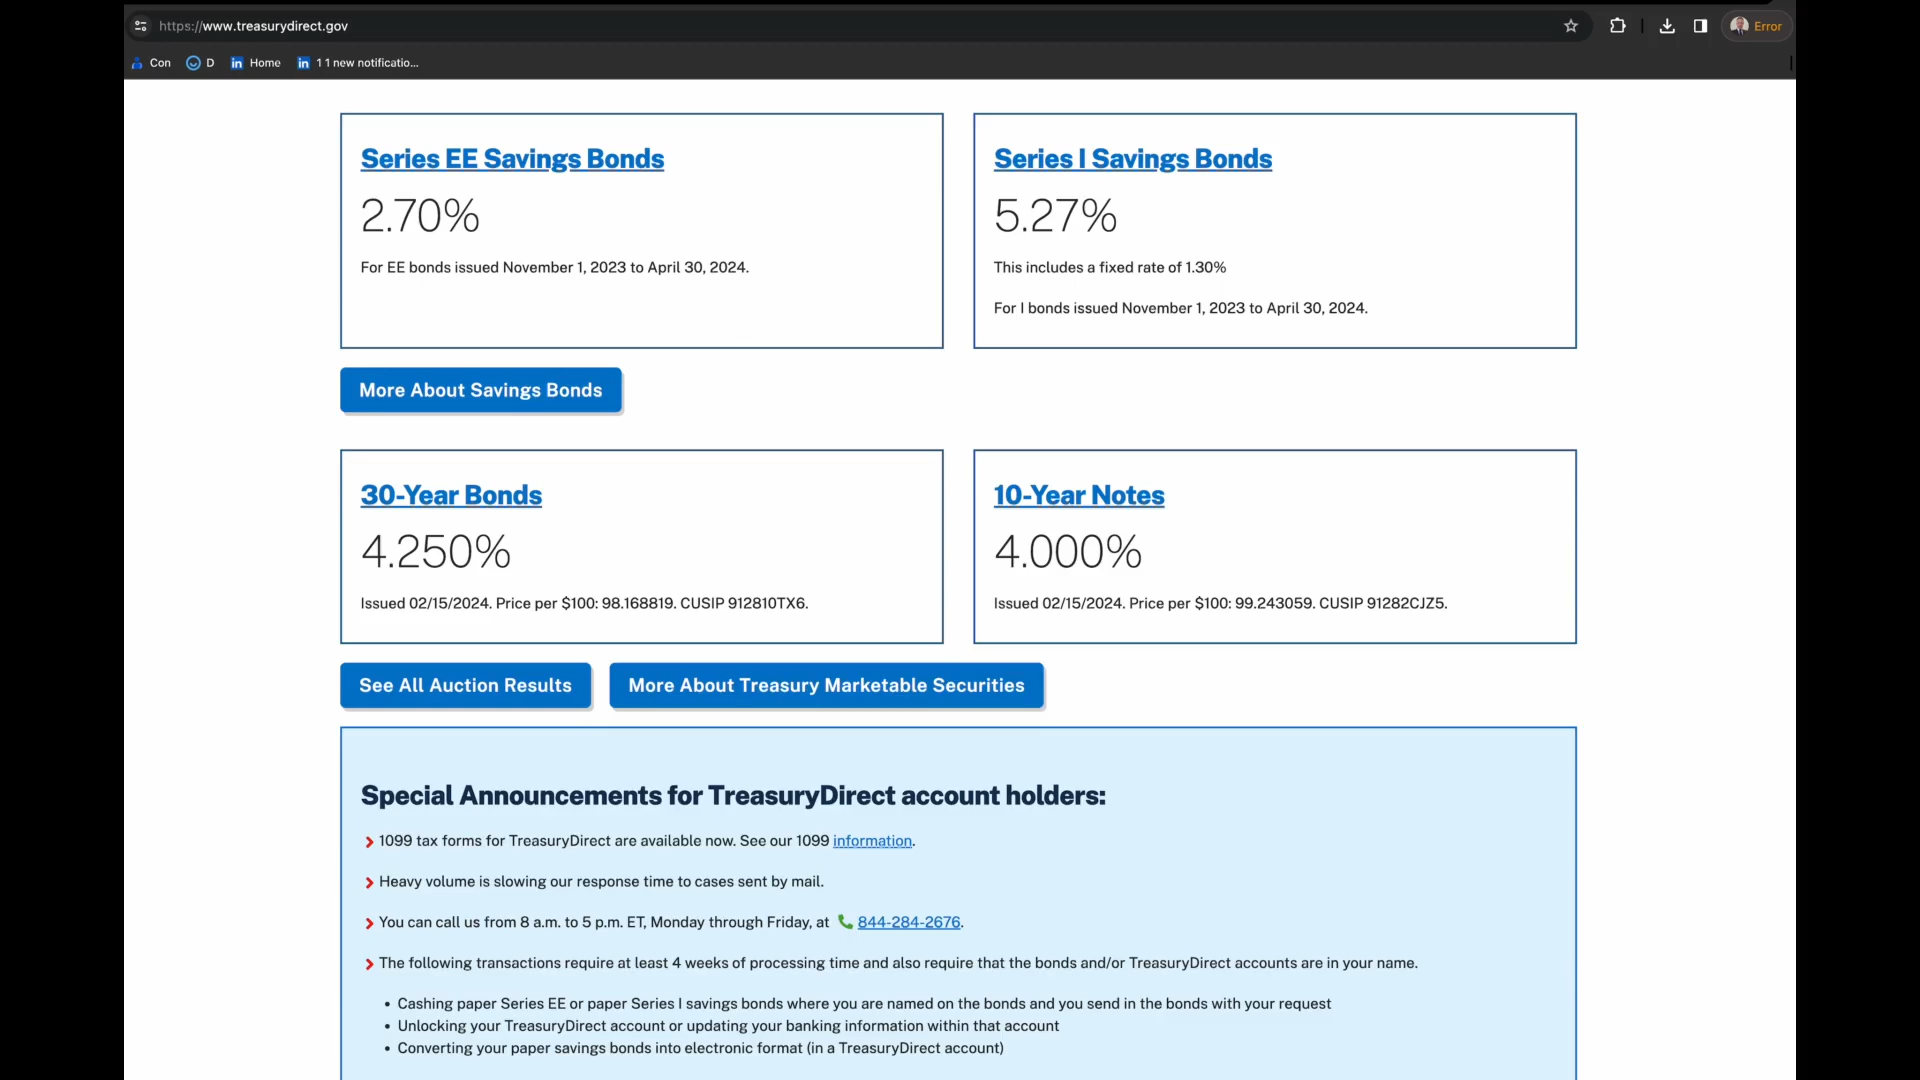 https://www.treasurydirect.gov
Error
Con
D
Home
1 1 new notificatio...
Series EE Savings Bonds
2.70%
For EE bonds issued November 1, 2023 to April 30, 2024.
Series I Savings Bonds
5.27%
This includes a fixed rate of 1.30%
For I bonds issued November 1, 2023 to April 30, 2024.
More About Savings Bonds
30-Year Bonds
4.250%
Issued 02/15/2024. Price per $100: 98.168819. CUSIP 912810TX6.
10-Year Notes
4.000%
Issued 02/15/2024. Price per $100: 99.243059. CUSIP 91282CJZ5.
See All Auction Results
More About Treasury Marketable Securities
Special Announcements for TreasuryDirect account holders:
1099 tax forms for TreasuryDirect are available now. See our 1099 information.
Heavy volume is slowing our response time to cases sent by mail.
You can call us from 8 a.m. to 5 p.m. ET, Monday through Friday, at 844-284-2676.
The following transactions require at least 4 weeks of processing time and also require that the bonds and/or TreasuryDirect accounts are in your name.
• Cashing paper Series EE or paper Series I savings bonds where you are named on the bonds and you send in the bonds with your request
• Unlocking your TreasuryDirect account or updating your banking information within that account
• Converting your paper savings bonds into electronic format (in a TreasuryDirect account)